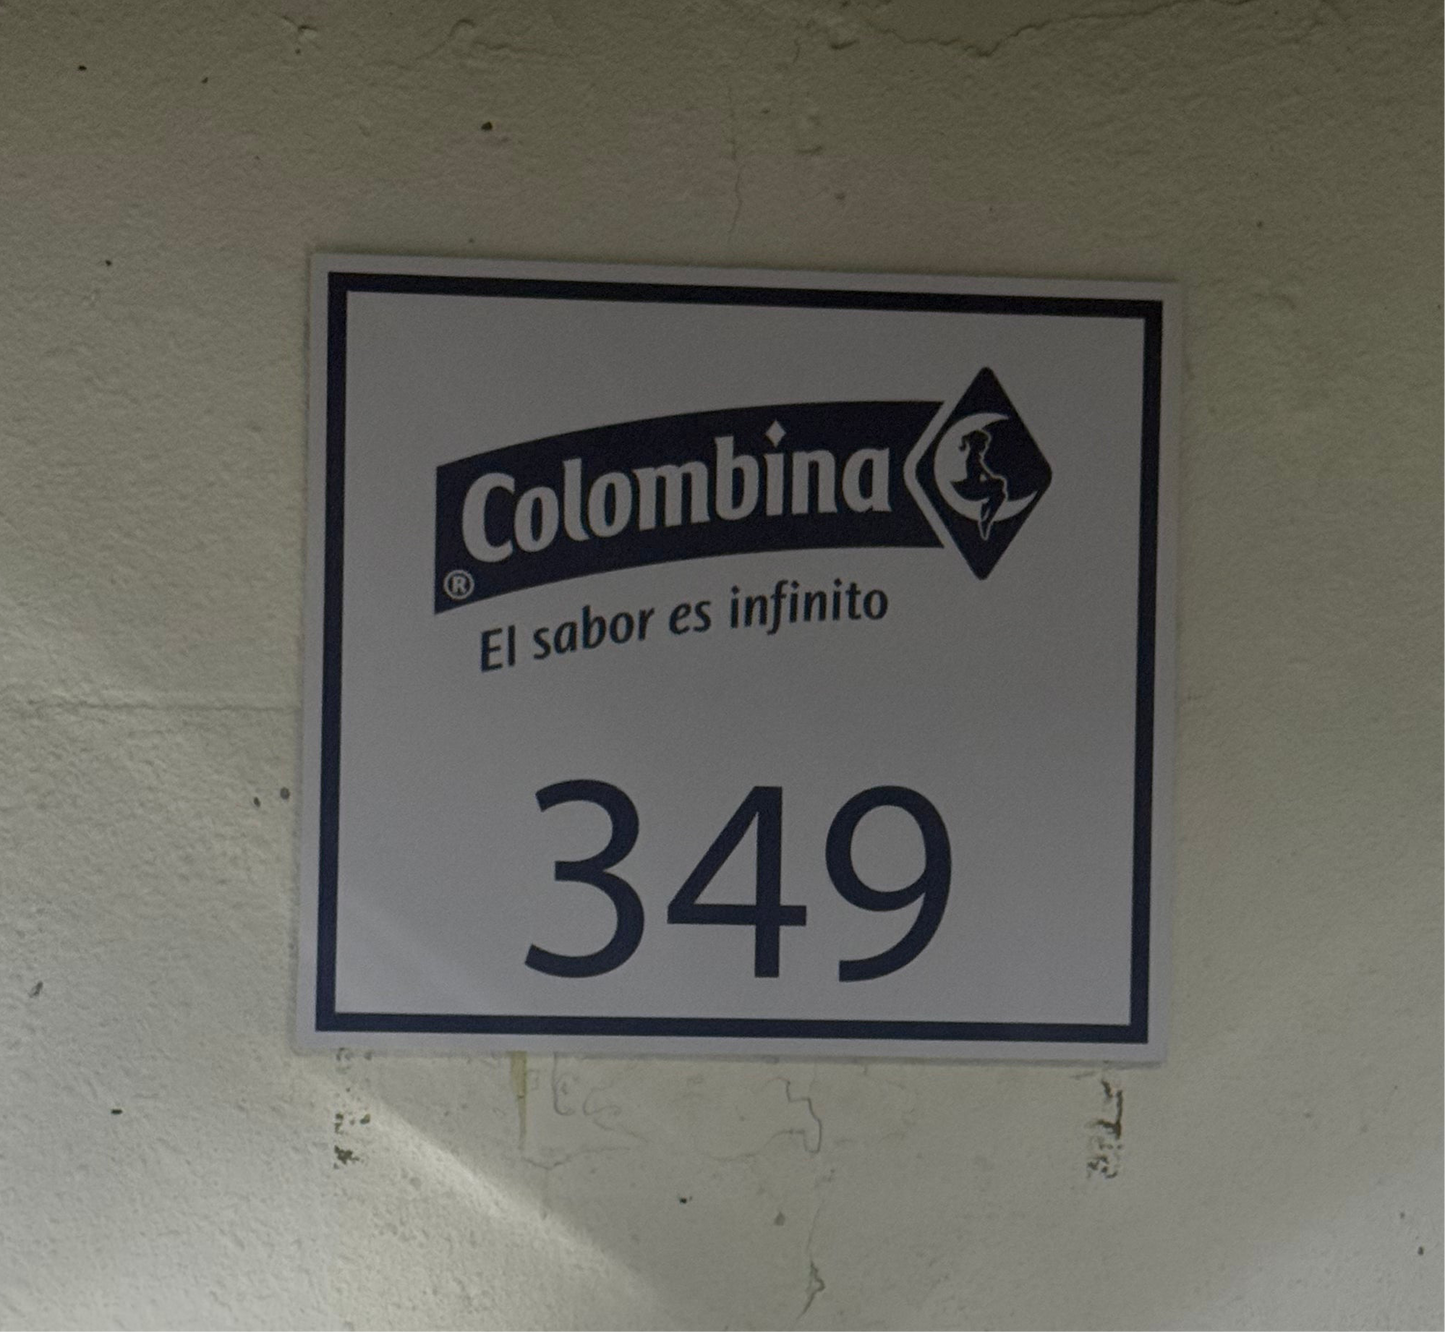 Colombina
®
El sabor es infinito
349